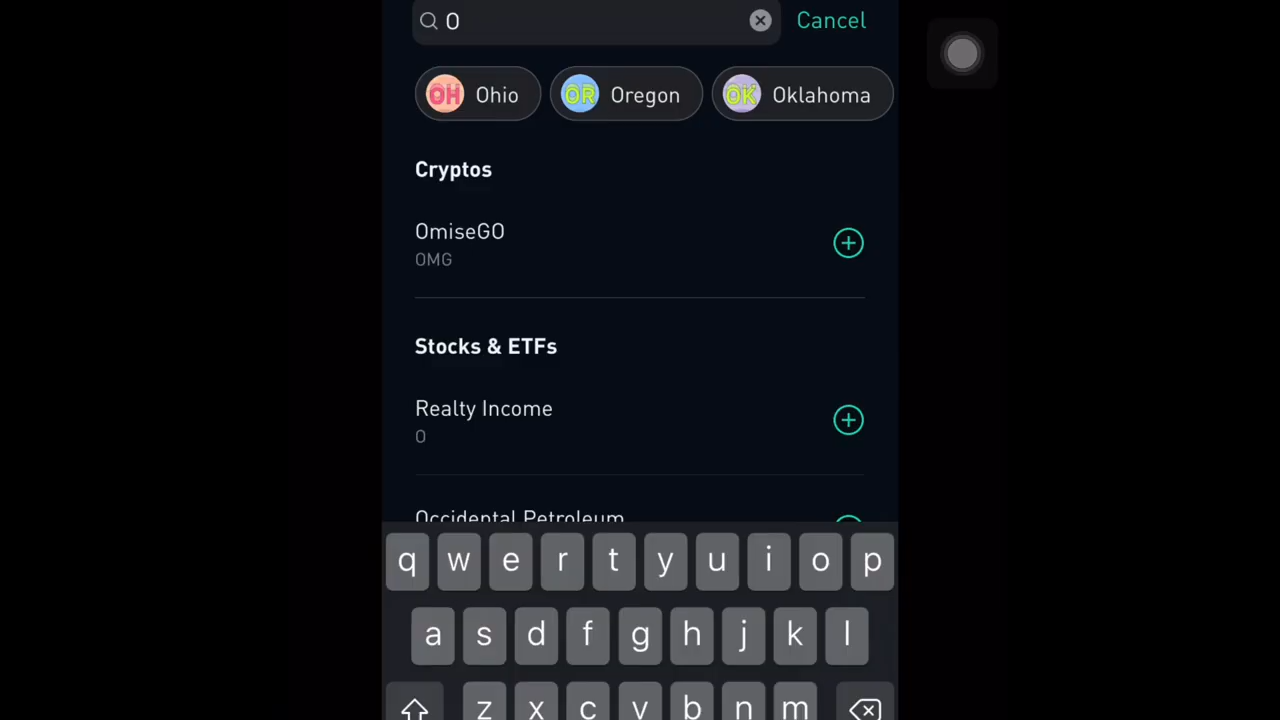 O
Cancel
OH Ohio
OR Oregon
OK Oklahoma
Cryptos
OmiseGO
OMG
Stocks & ETFs
Realty Income
O
Occidental Petroleum
q w e r t y u i o p
a s d f g h j k l
z x c v b n m